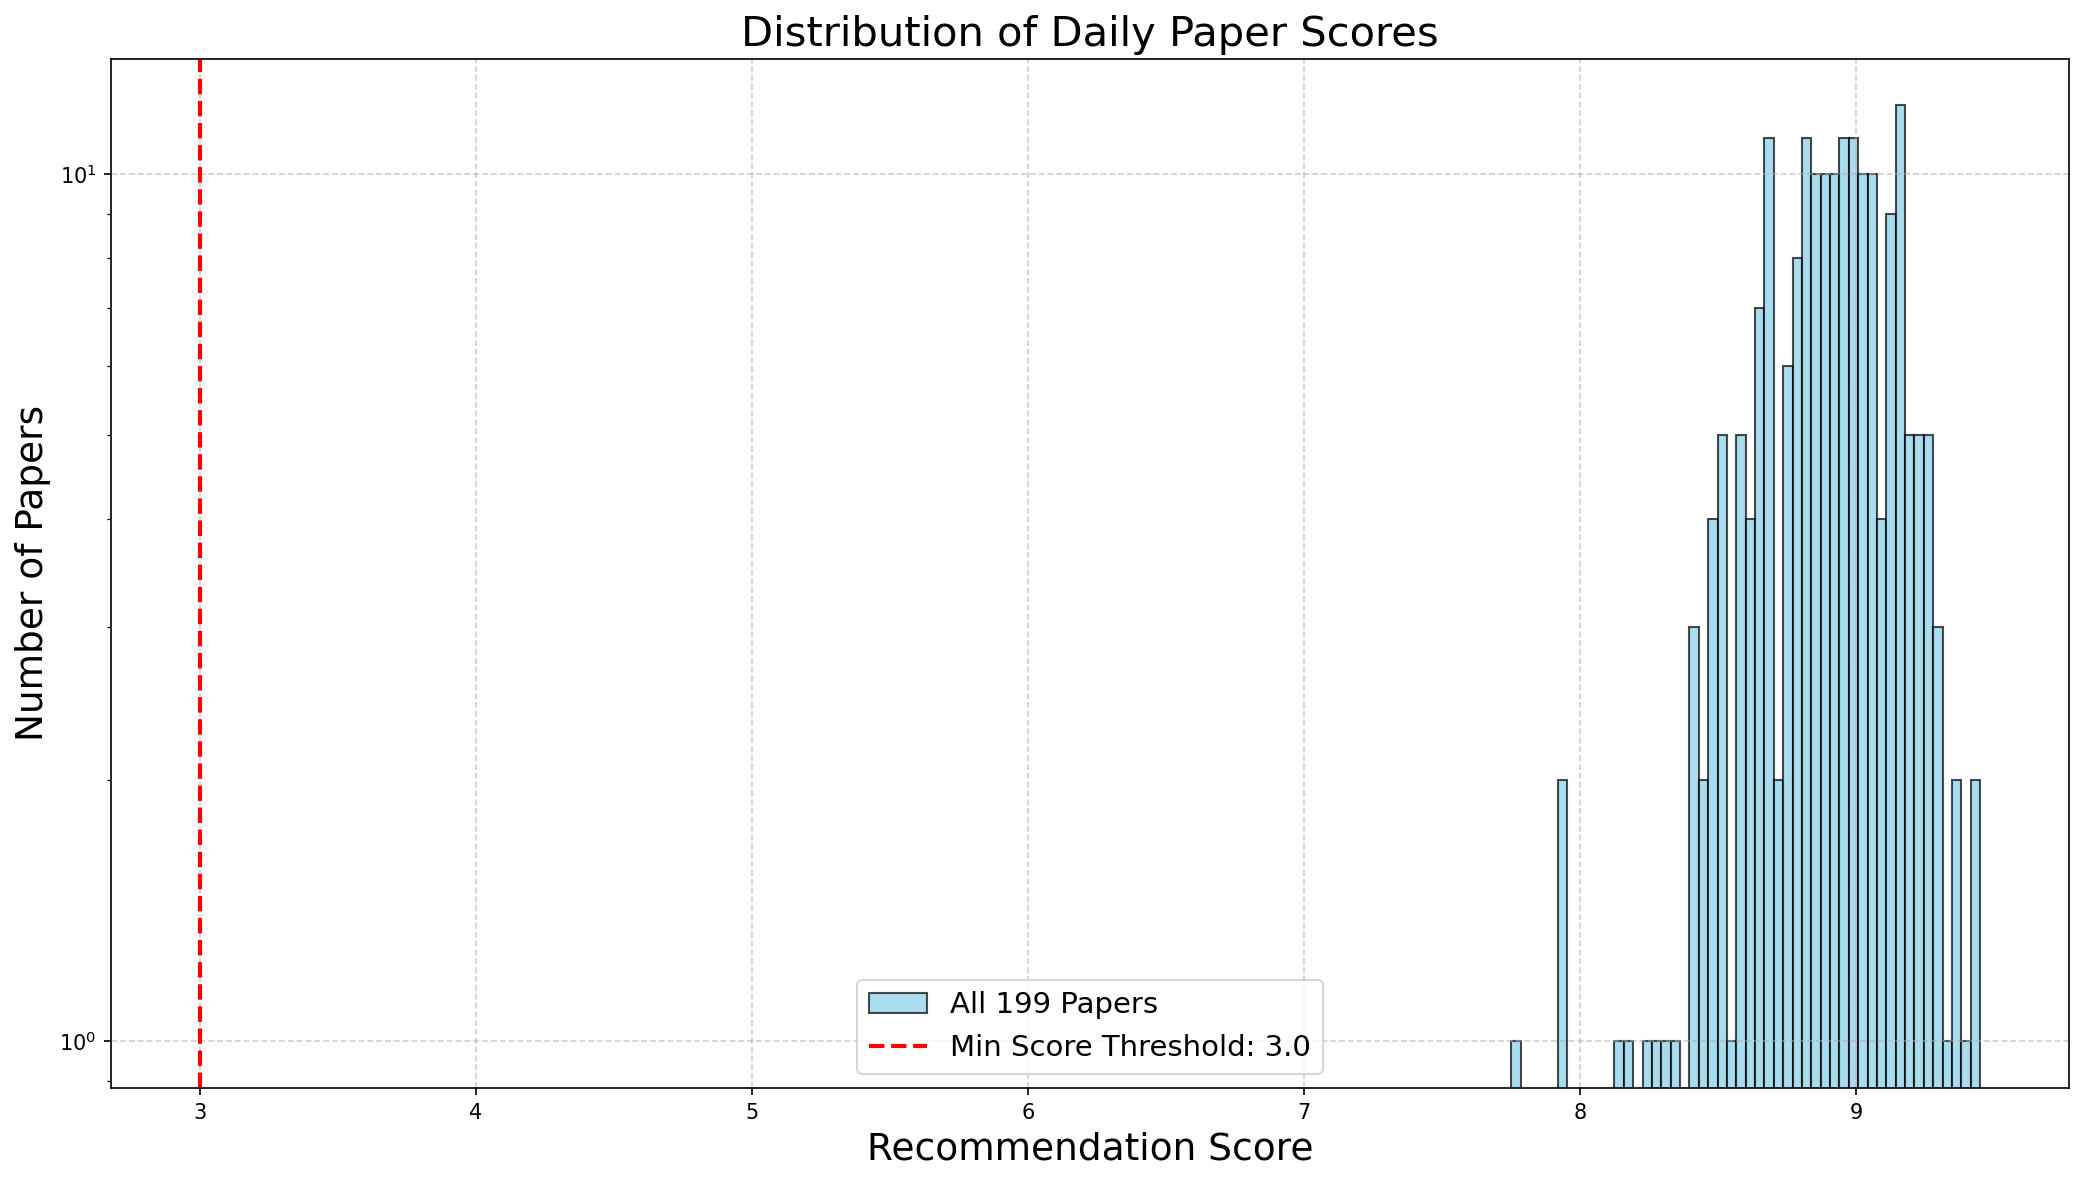 Distribution of Daily Paper Scores
Number of Papers
10¹
10⁰
All 199 Papers
Min Score Threshold: 3.0
3 4 5 6 7 8 9
Recommendation Score